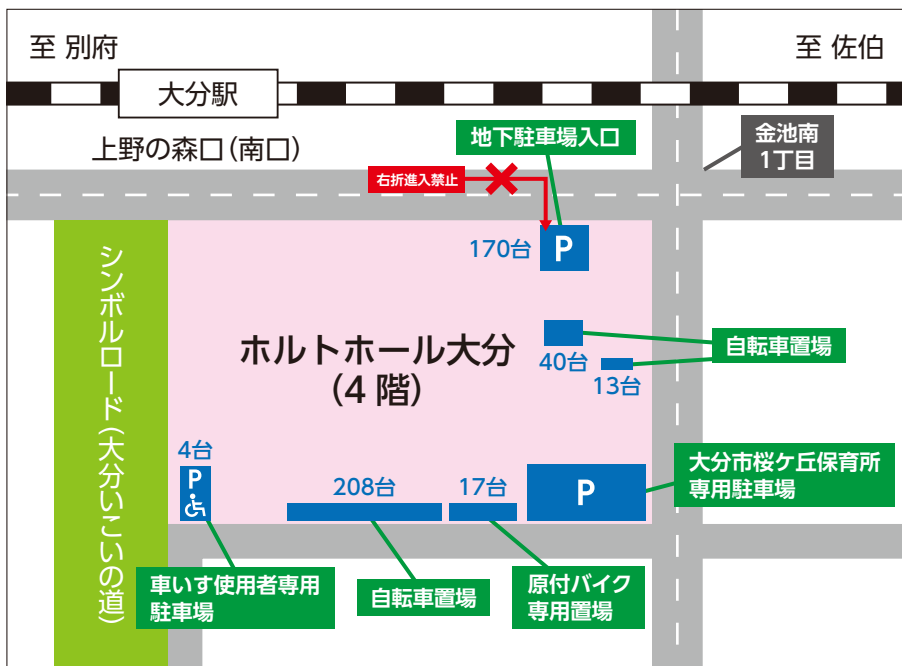 至 別府
至 佐伯
大分駅
上野の森口(南口)
地下駐車場入口
金池南
1丁目
右折進入禁止
170台
P
シンボルロード(大分いこいの道)
ホルトホール大分
(4 階)
自転車置場
40台
13台
4台
P
208台
17台
P
大分市桜ケ丘保育所
専用駐車場
車いす使用者専用
駐車場
自転車置場
原付バイク
専用置場